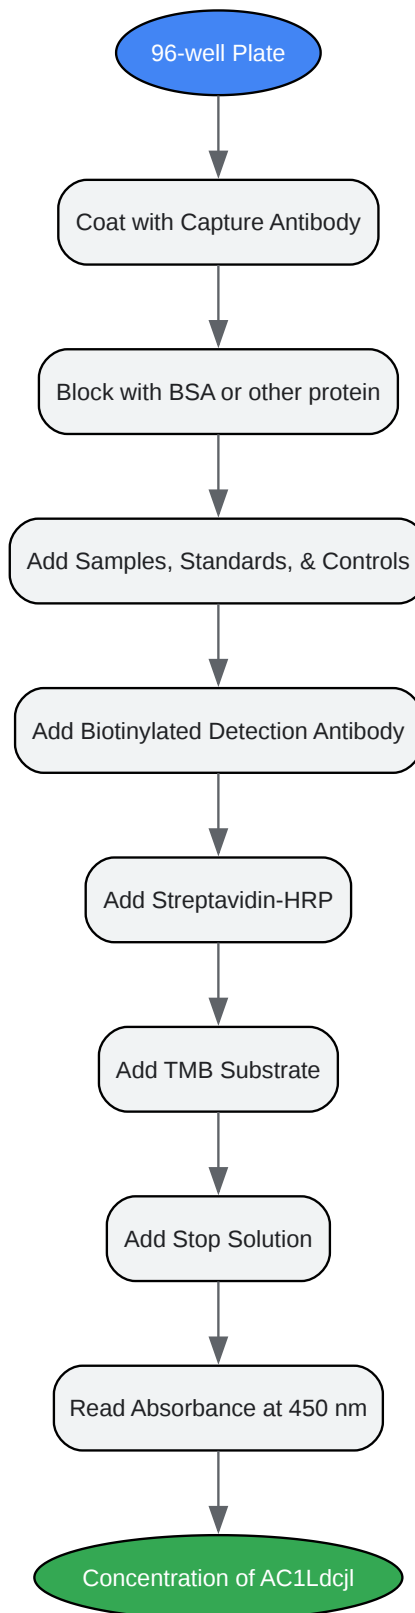 96-well Plate
Coat with Capture Antibody
Block with BSA or other protein
Add Samples, Standards, & Controls
Add Biotinylated Detection Antibody
Add Streptavidin-HRP
Add TMB Substrate
Add Stop Solution
Read Absorbance at 450 nm
Concentration of AC1Ldcjl